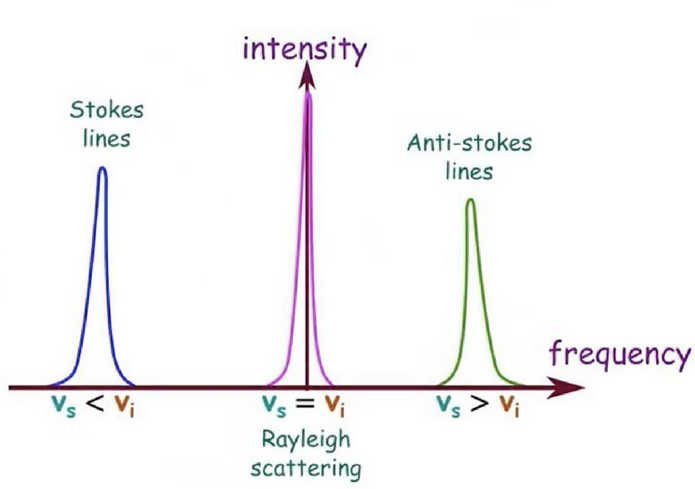 intensity
Stokes
lines
Anti-stokes
lines
frequency
vs < vi
vs = vi
vs > vi
Rayleigh
scattering